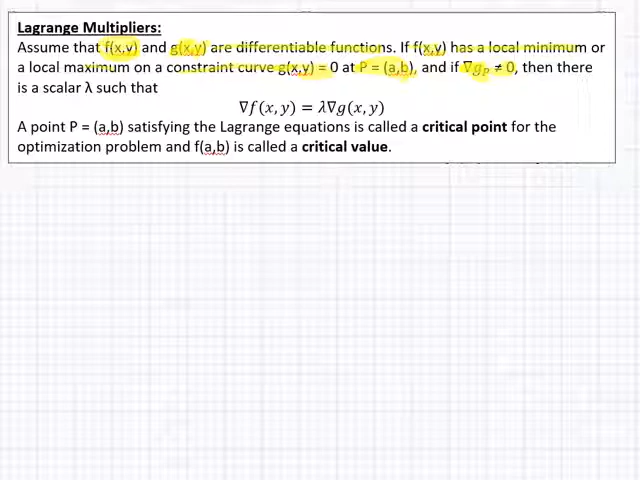 Lagrange Multipliers:
Assume that f(x,y) and g(x,y) are differentiable functions. If f(x,y) has a local minimum or
a local maximum on a constraint curve g(x,y) = 0 at P = (a,b), and if ∇g_P ≠ 0, then there
is a scalar λ such that
∇f(x, y) = λ∇g(x, y)
A point P = (a,b) satisfying the Lagrange equations is called a critical point for the
optimization problem and f(a,b) is called a critical value.